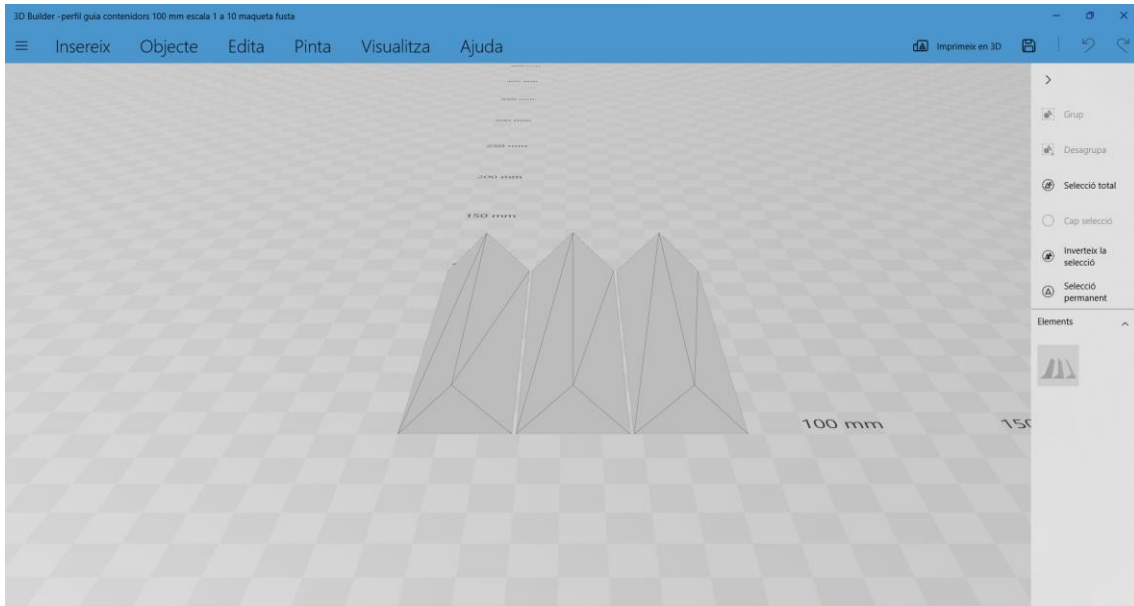 3D Builder - perfil guia contenidors 100 mm escala 1 a 10 maqueta fusta
Insereix Objecte Edita Pinta Visualitza Ajuda Imprimeix en 3D
250 mm
200 mm
150 mm
100 mm 150
Grup
Desagrupa
Selecció total
Cap selecció
Inverteix la
selecció
Selecció
permanent
Elements